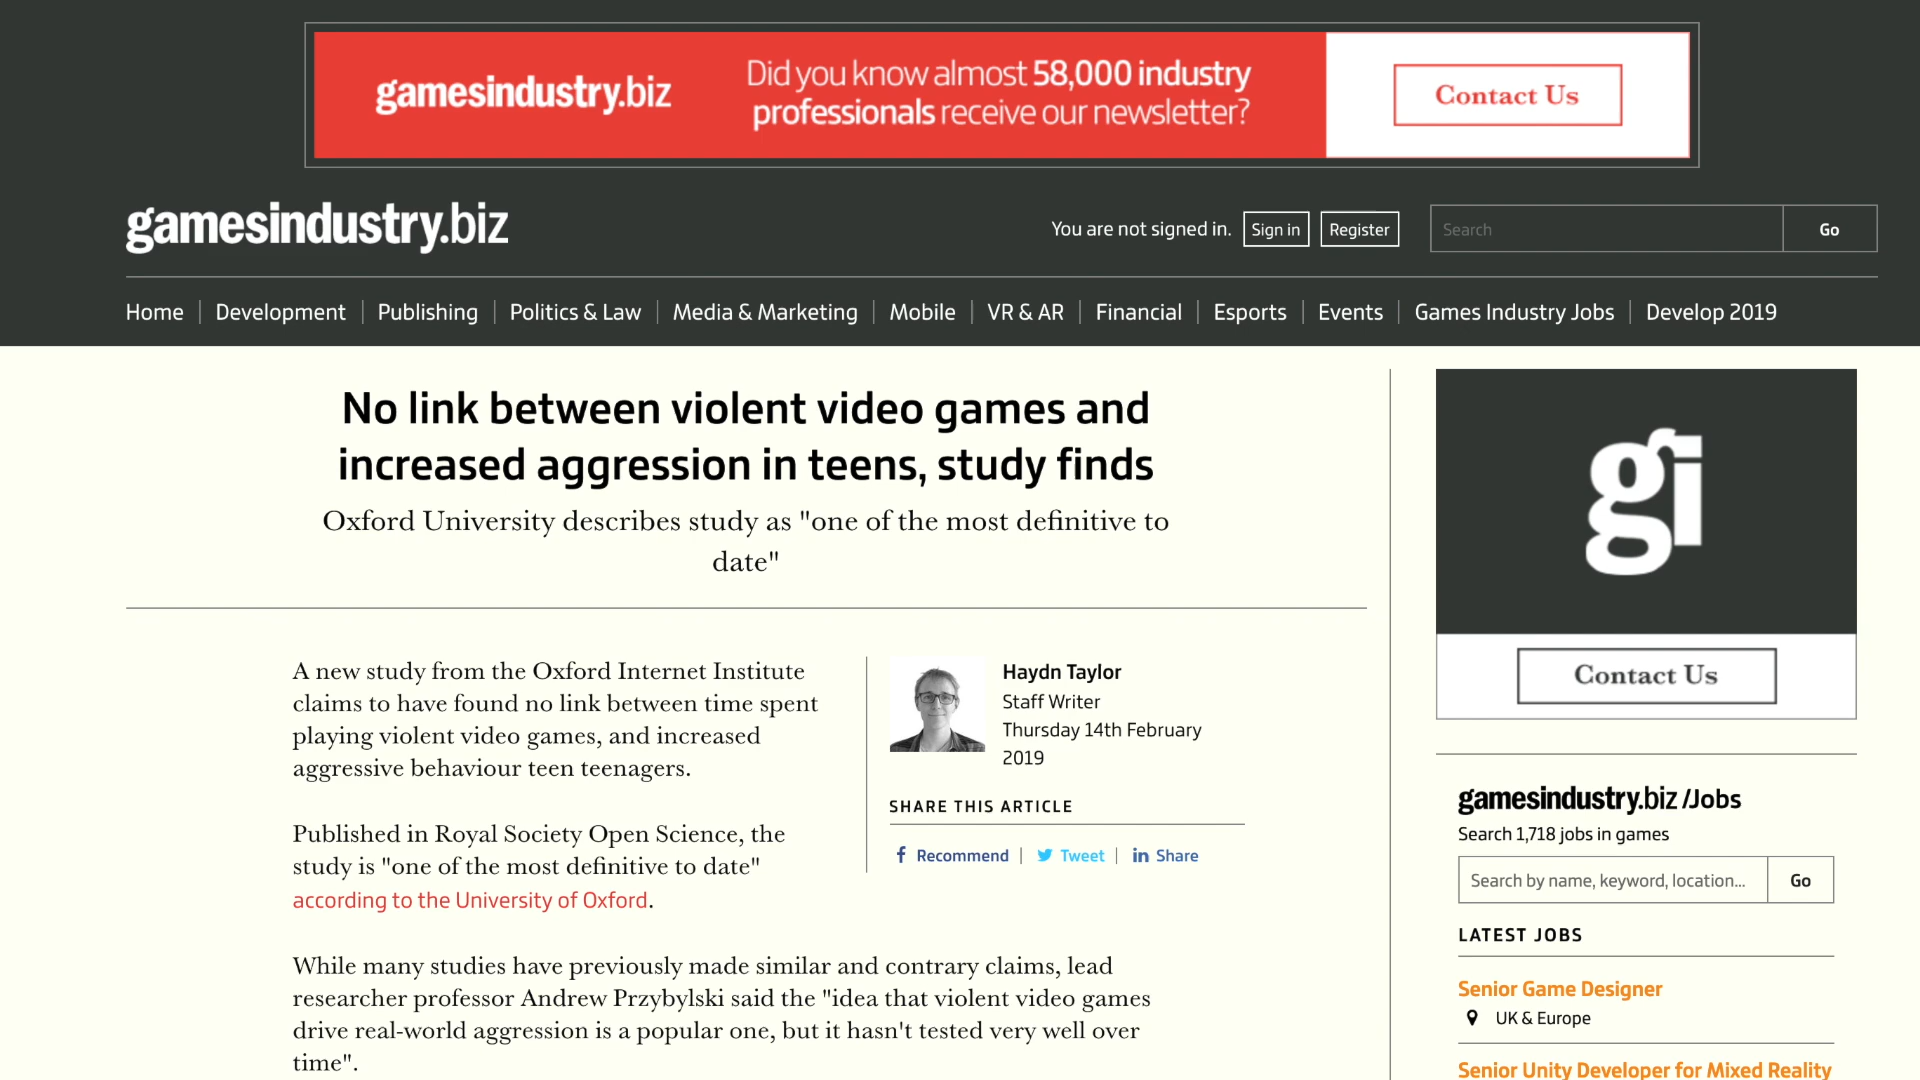 gamesindustry.biz
Did you know almost 58,000 industry
professionals receive our newsletter?
Contact Us
gamesindustry.biz
You are not signed in.
Sign in
Register
Search
Go
Home
Development
Publishing
Politics & Law
Media & Marketing
Mobile
VR & AR
Financial
Esports
Events
Games Industry Jobs
Develop 2019
No link between violent video games and
increased aggression in teens, study finds
Oxford University describes study as "one of the most definitive to
date"
A new study from the Oxford Internet Institute
claims to have found no link between time spent
playing violent video games, and increased
aggressive behaviour teen teenagers.
Published in Royal Society Open Science, the
study is "one of the most definitive to date"
according to the University of Oxford.
While many studies have previously made similar and contrary claims, lead
researcher professor Andrew Przybylski said the "idea that violent video games
drive real-world aggression is a popular one, but it hasn't tested very well over
time".
Haydn Taylor
Staff Writer
Thursday 14th February
2019
SHARE THIS ARTICLE
Recommend
Tweet
Share
gi
Contact Us
gamesindustry.biz /Jobs
Search 1,718 jobs in games
Search by name, keyword, location...
Go
LATEST JOBS
Senior Game Designer
UK & Europe
Senior Unity Developer for Mixed Reality